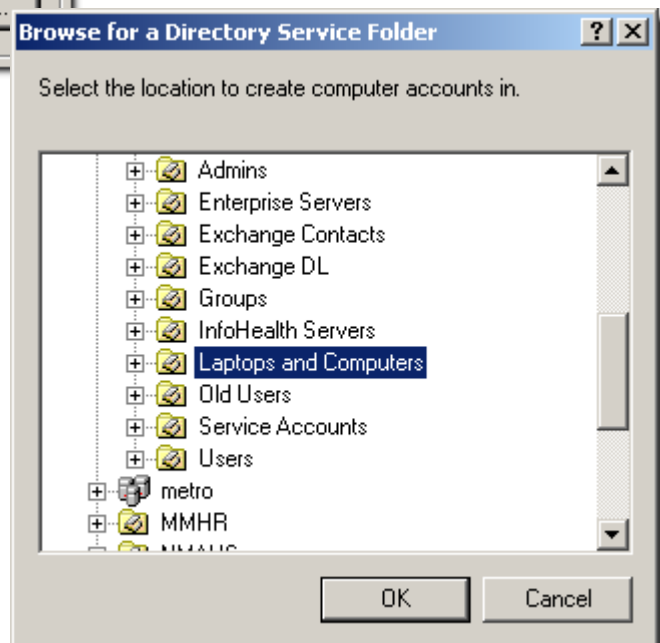 Browse for a Directory Service Folder
Select the location to create computer accounts in.
Admins
Enterprise Servers
Exchange Contacts
Exchange DL
Groups
InfoHealth Servers
Laptops and Computers
Old Users
Service Accounts
Users
metro
MMHR
OK Cancel